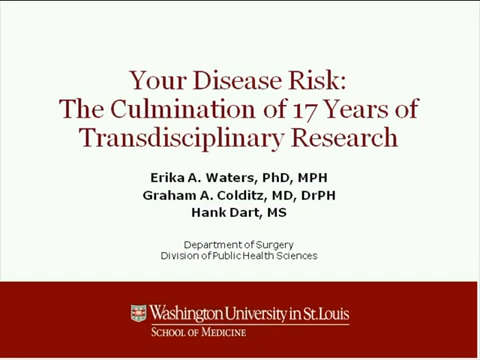 Your Disease Risk:
The Culmination of 17 Years of
Transdisciplinary Research
Erika A. Waters, PhD, MPH
Graham A. Colditz, MD, DrPH
Hank Dart, MS
Department of Surgery
Division of Public Health Sciences
Washington University in St. Louis
SCHOOL OF MEDICINE